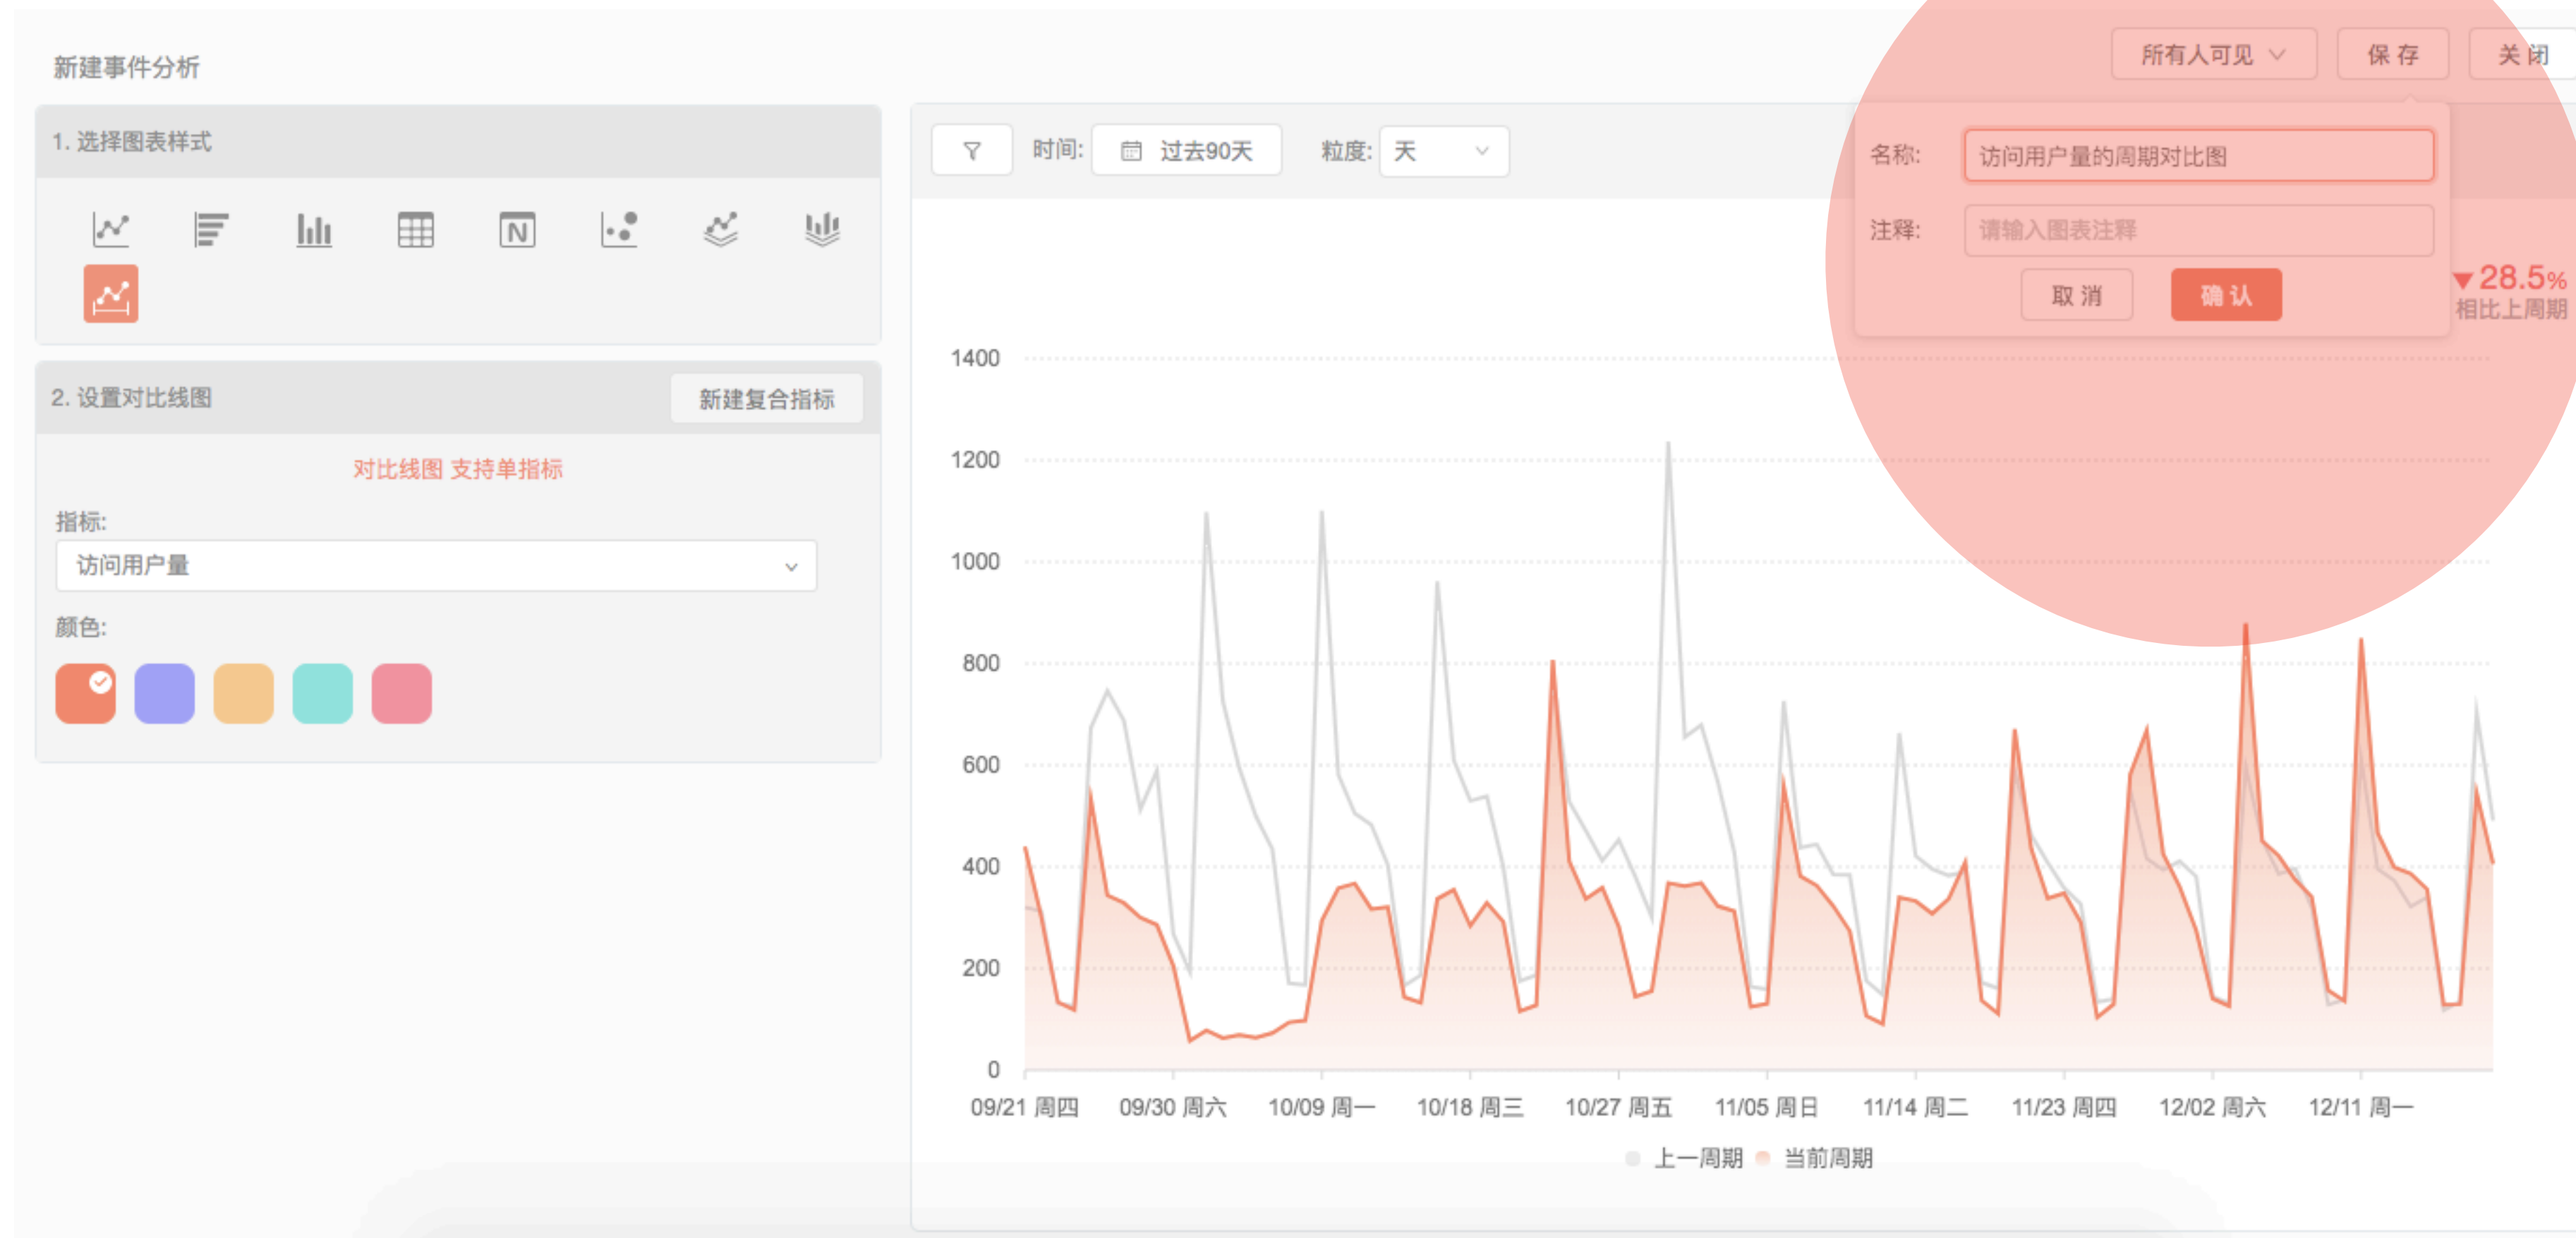 新建事件分析
所有人可见
保存
关闭
1. 选择图表样式
N
2. 设置对比线图
新建复合指标
对比线图 支持单指标
指标:
访问用户量
颜色:
时间:
过去90天
粒度:
天
名称:
访问用户量的周期对比图
注释:
请输入图表注释
取消
确认
▼28.5%
相比上周期
1400
1200
1000
800
600
400
200
0
09/21 周四 09/30 周六 10/09 周一 10/18 周三 10/27 周五 11/05 周日 11/14 周二 11/23 周四 12/02 周六 12/11 周一
上一周期 当前周期